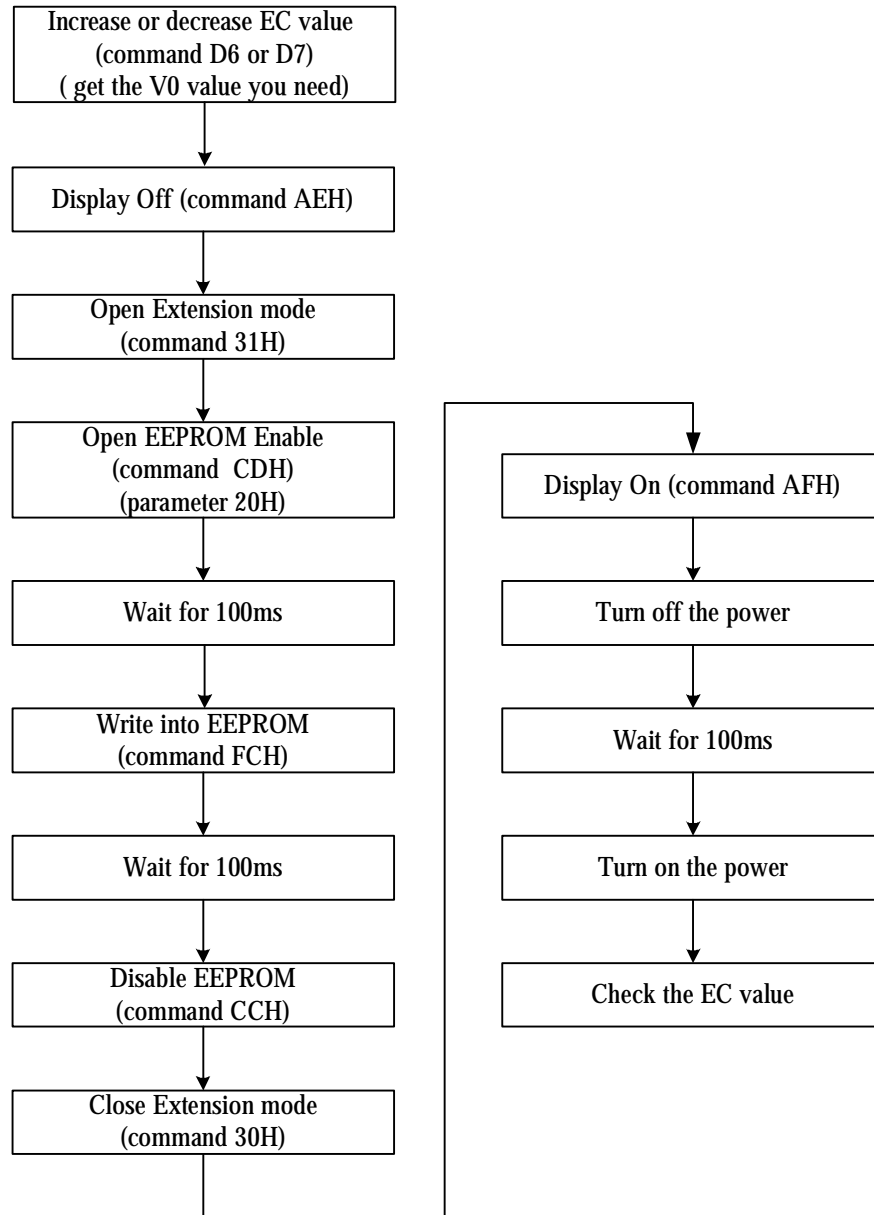 Increase or decrease EC value
(command D6 or D7)
( get the V0 value you need)
Display Off (command AEH)
Open Extension mode
(command 31H)
Open EEPROM Enable
(command CDH)
(parameter 20H)
Wait for 100ms
Write into EEPROM
(command FCH)
Wait for 100ms
Disable EEPROM
(command CCH)
Close Extension mode
(command 30H)
Display On (command AFH)
Turn off the power
Wait for 100ms
Turn on the power
Check the EC value